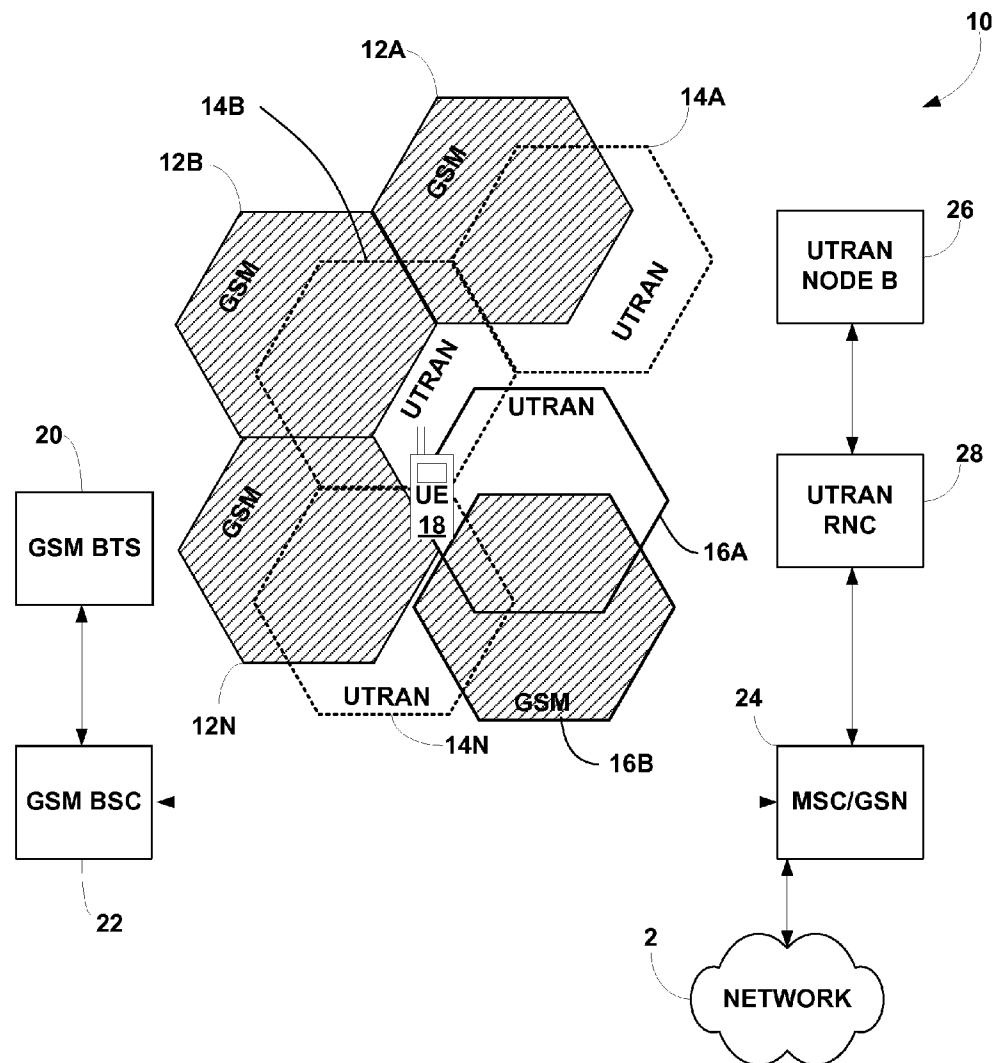 10
12A
14B
14A
12B
GSM
GSM
26
UTRAN
NODE B
UTRAN
UTRAN
UTRAN
20
28
GSM
UE
18
GSM BTS
UTRAN
RNC
16A
UTRAN
GSM
24
12N
14N
16B
GSM BSC
MSC/GSN
22
2
NETWORK